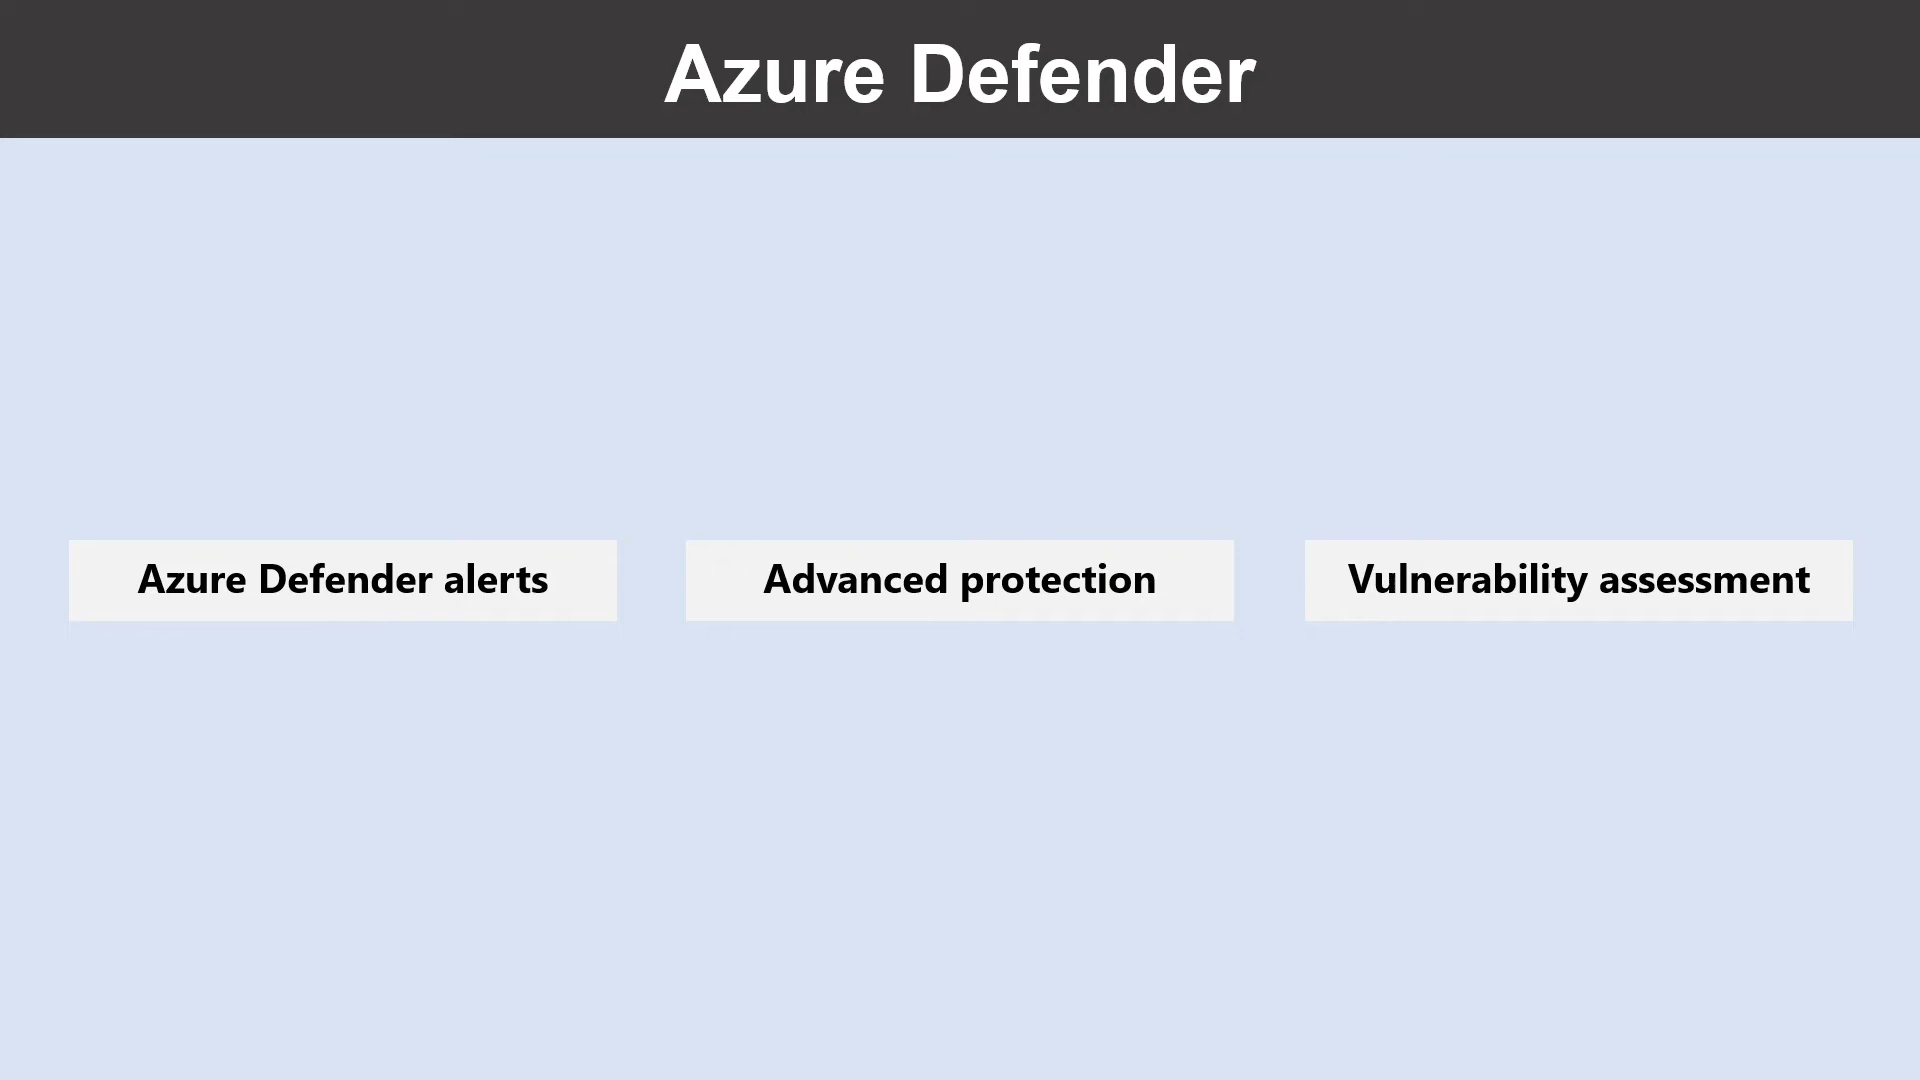 Azure Defender
Azure Defender alerts
Advanced protection
Vulnerability assessment